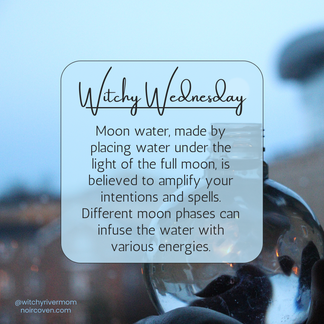 Witchy Wednesday
Moon water, made by
placing water under the
light of the full moon, is
believed to amplify your
intentions and spells.
Different moon phases can
infuse the water with
various energies.
@witchyrivermom
noircoven.com